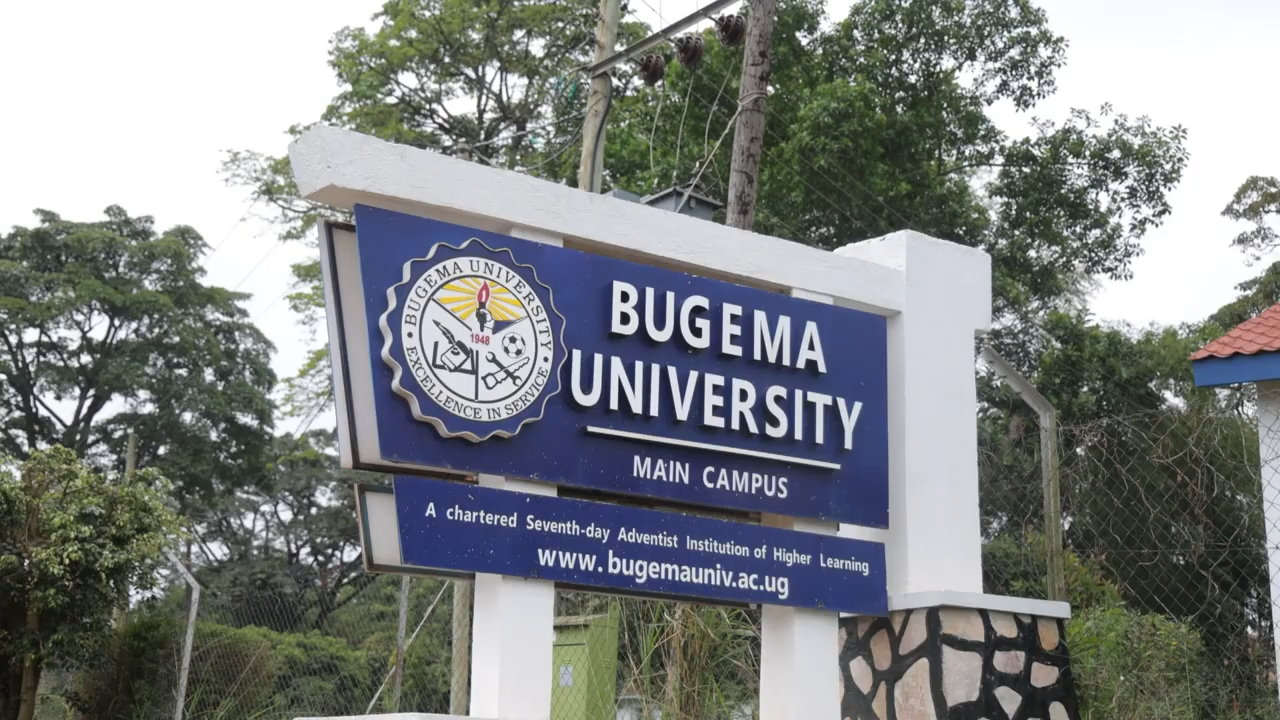 BUGEMA UNIVERSITY
1948
EXCELLENCE IN SERVICE
BUGEMA
UNIVERSITY
MAIN CAMPUS
A chartered Seventh-day Adventist Institution of Higher Learning
www.bugemauniv.ac.ug